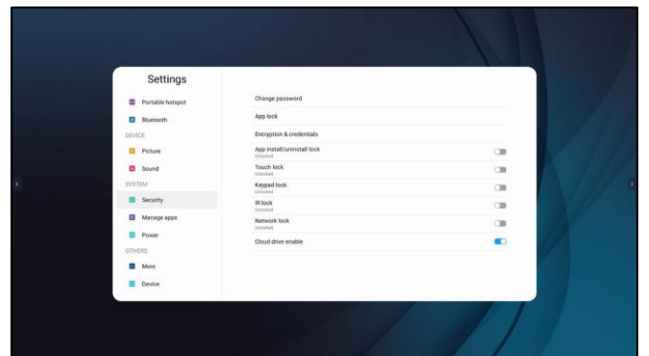 Settings
Portable hotspot
Bluetooth
DEVICE
Picture
Sound
SYSTEM
Security
Manage apps
Power
OTHERS
More
Device
Change password
App lock
Encryption & credentials
App install/uninstall lock
Unlocked
Touch lock
Unlocked
Keypad lock
Unlocked
IR lock
Unlocked
Network lock
Unlocked
Cloud drive enable